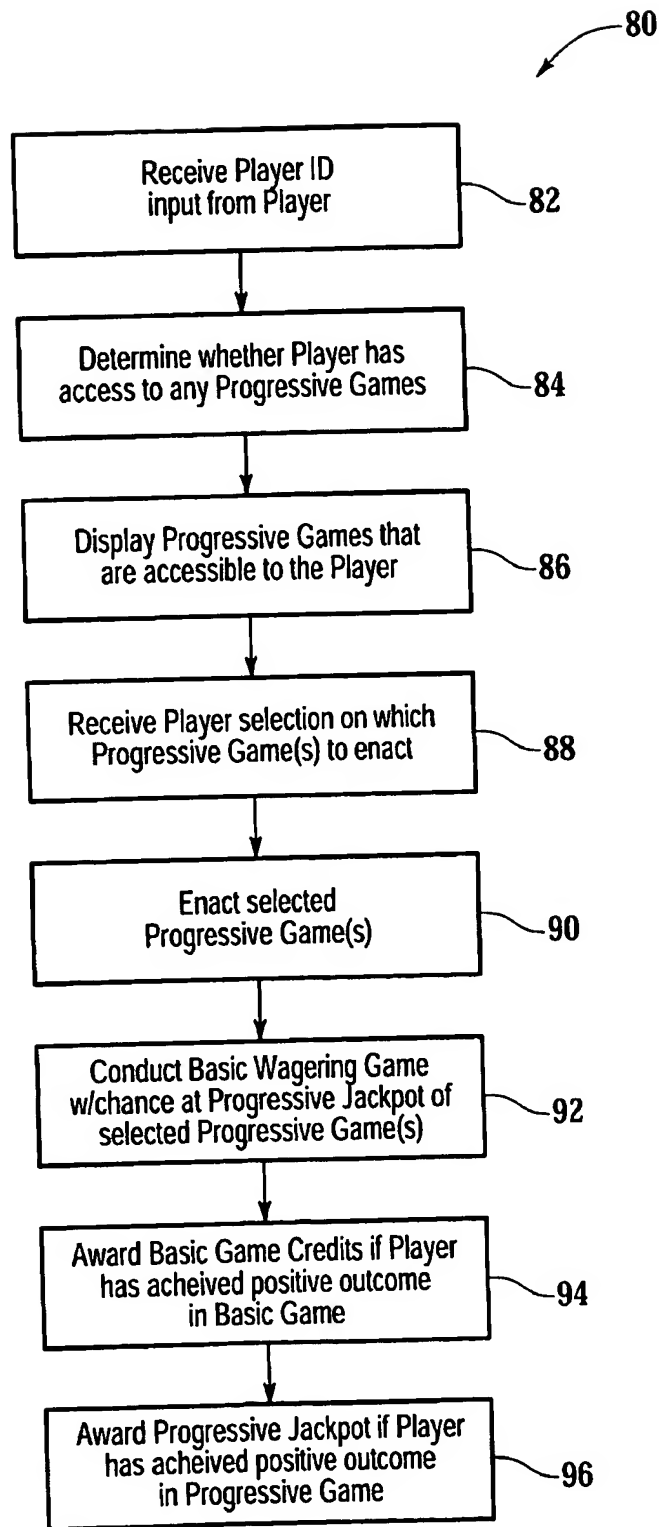 80
Receive Player ID
input from Player
82
Determine whether Player has
access to any Progressive Games
84
Display Progressive Games that
are accessible to the Player
86
Receive Player selection on which
Progressive Game(s) to enact
88
Enact selected
Progressive Game(s)
90
Conduct Basic Wagering Game
w/chance at Progressive Jackpot of
selected Progressive Game(s)
92
Award Basic Game Credits if Player
has acheived positive outcome
in Basic Game
94
Award Progressive Jackpot if Player
has acheived positive outcome
in Progressive Game
96